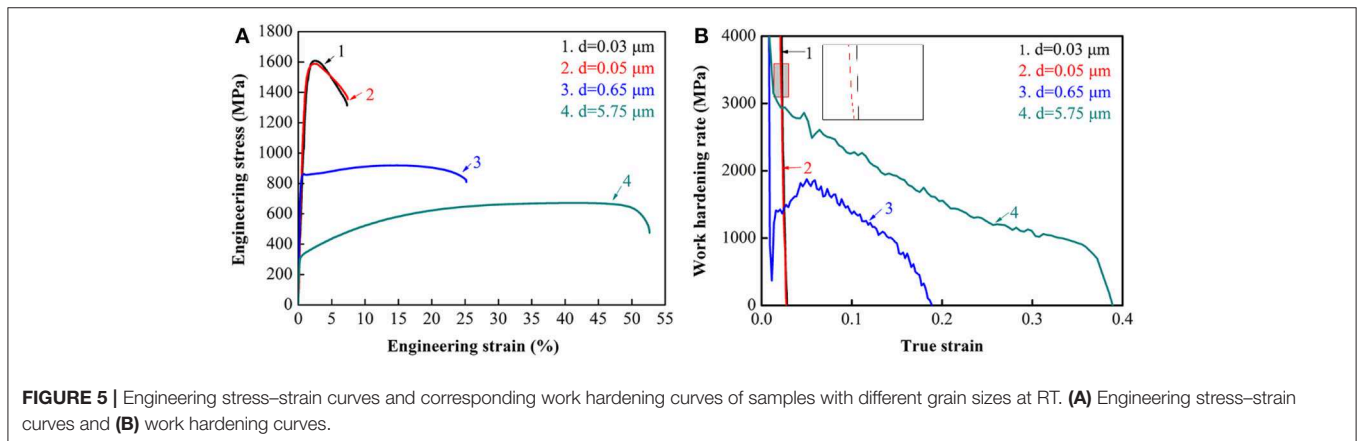 A
1. d=0.03 µm
2. d=0.05 µm
3. d=0.65 µm
4. d=5.75 µm
1
2
3
4
1800
1600
1400
1200
1000
800
600
400
200
0
0 5 10 15 20 25 30 35 40 45 50 55
Engineering stress (MPa)
Engineering strain (%)
B
1. d=0.03 µm
2. d=0.05 µm
3. d=0.65 µm
4. d=5.75 µm
1
2
3
4
4000
3000
2000
1000
0
0.0 0.1 0.2 0.3 0.4
Work hardening rate (MPa)
True strain
FIGURE 5 | Engineering stress–strain curves and corresponding work hardening curves of samples with different grain sizes at RT. (A) Engineering stress–strain
curves and (B) work hardening curves.